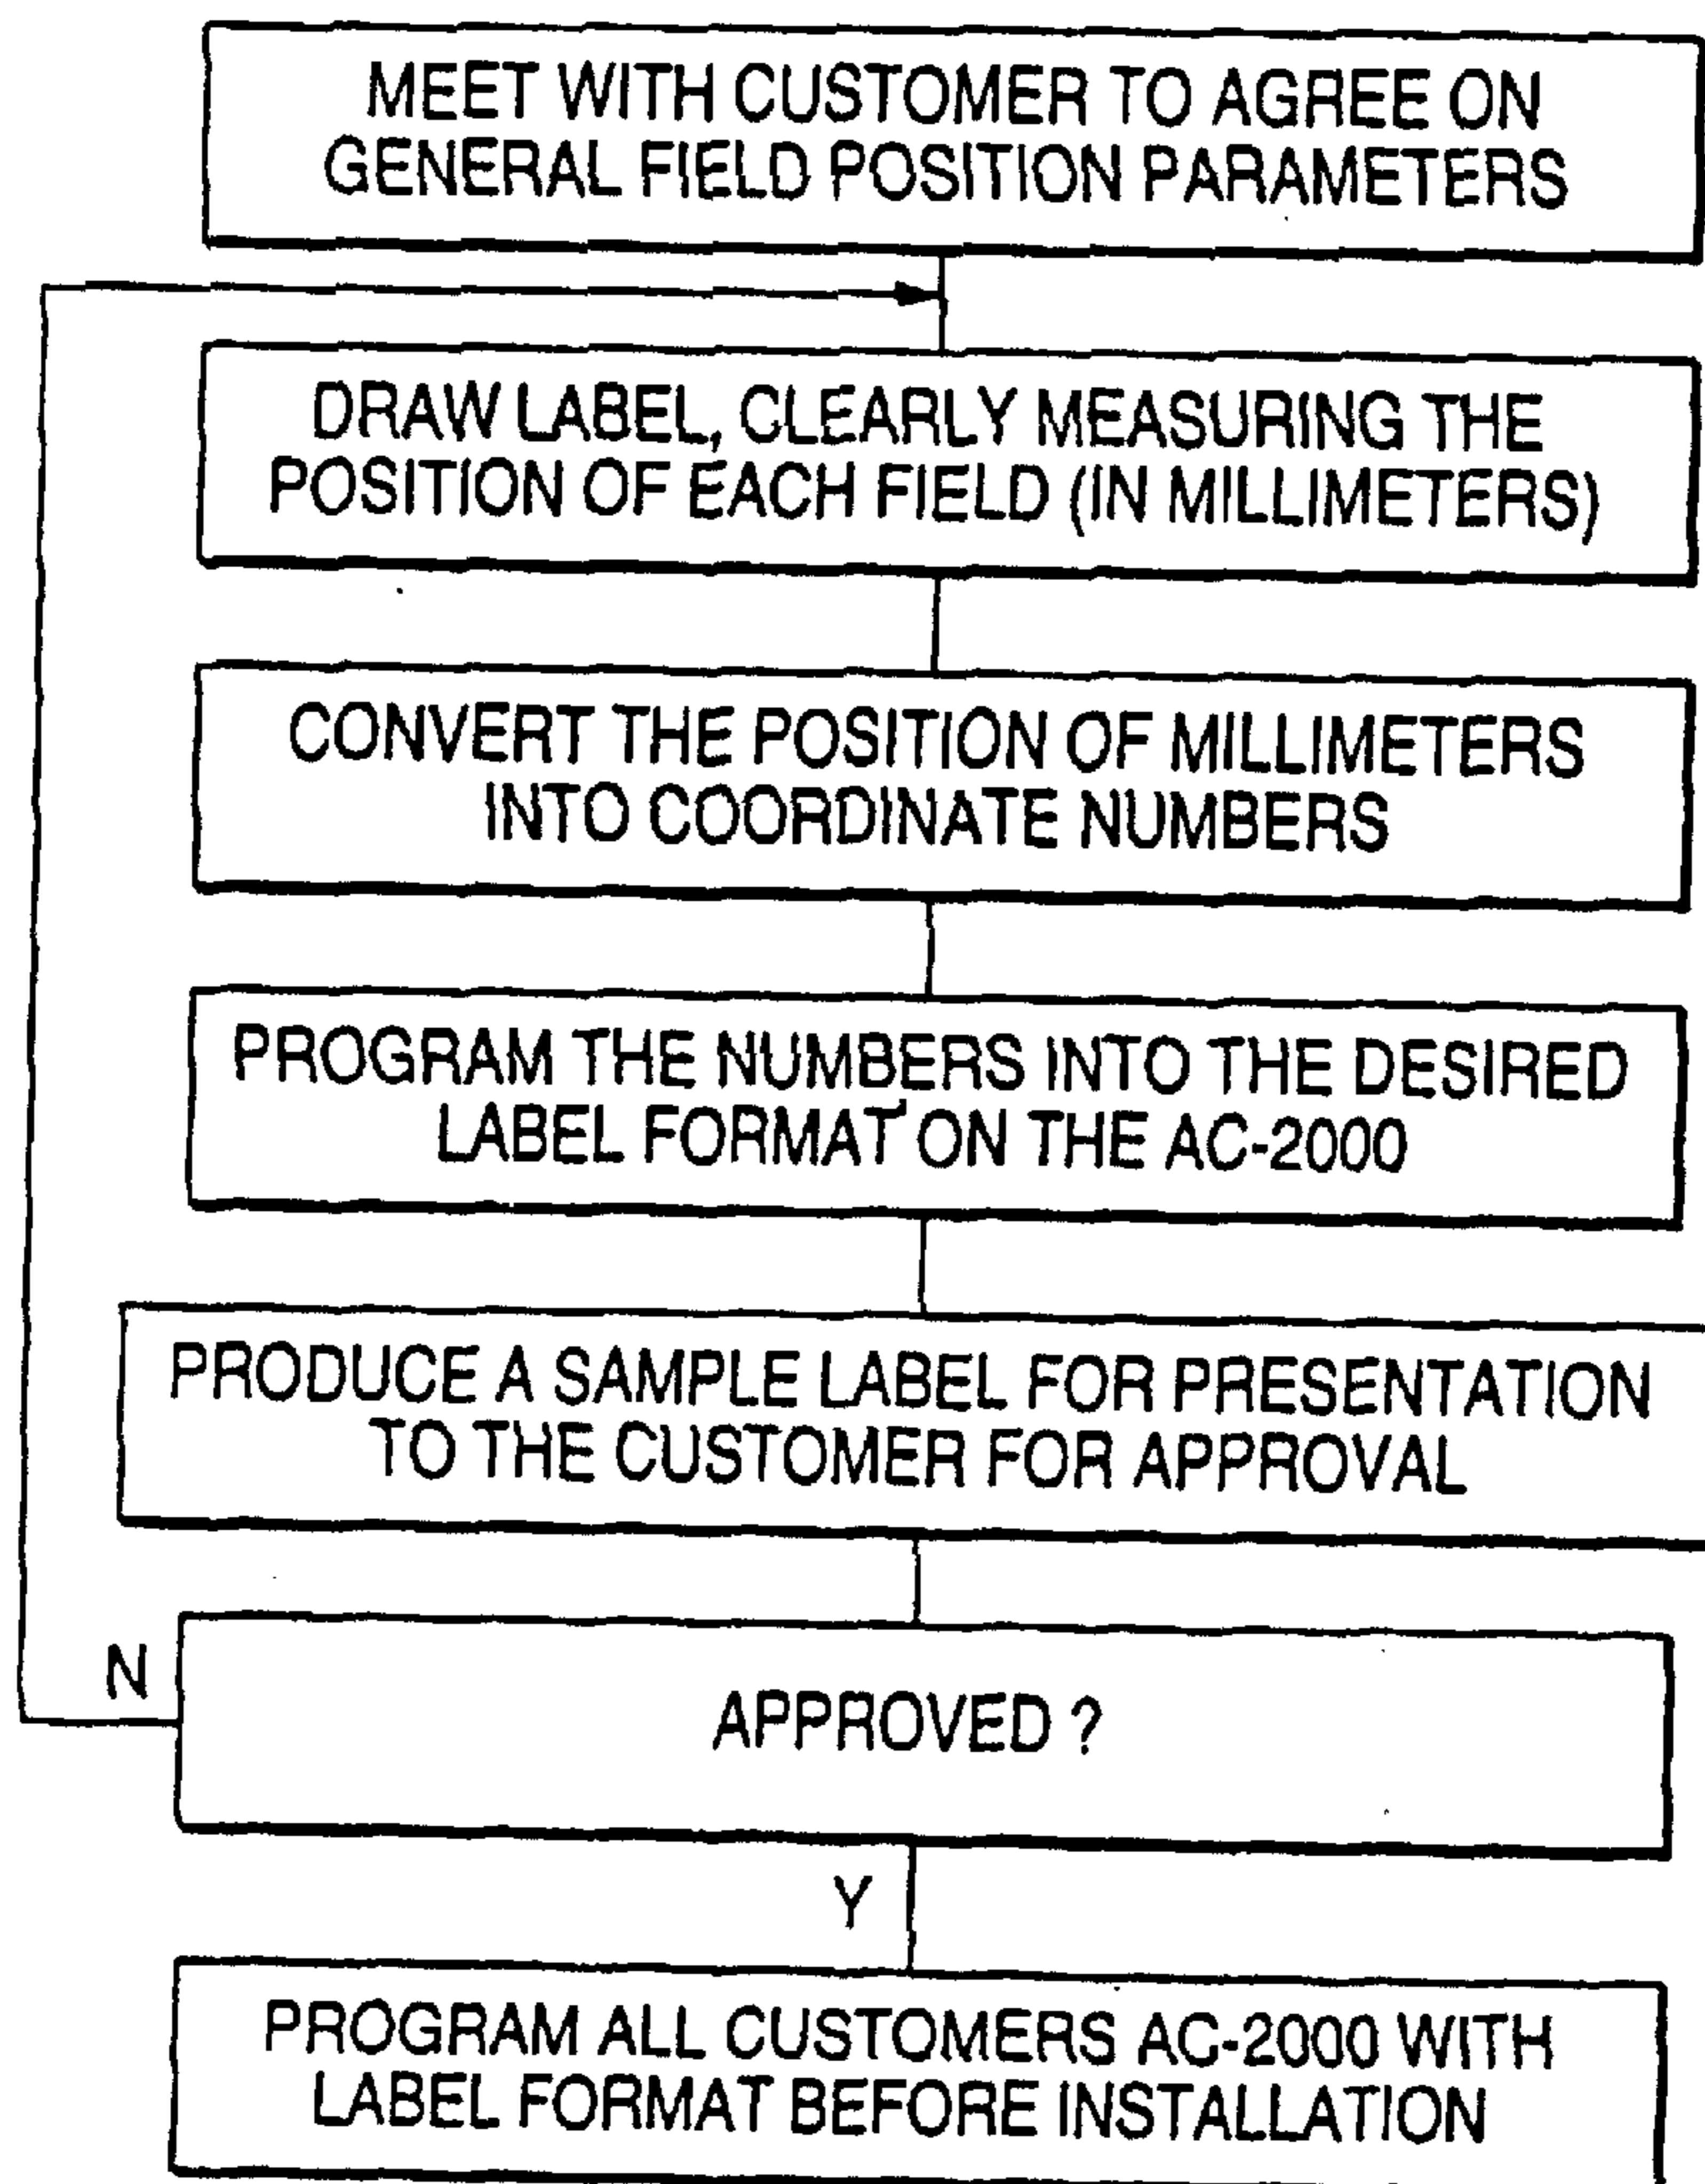 MEET WITH CUSTOMER TO AGREE ON
GENERAL FIELD POSITION PARAMETERS
DRAW LABEL, CLEARLY MEASURING THE
POSITION OF EACH FIELD (IN MILLIMETERS)
CONVERT THE POSITION OF MILLIMETERS
INTO COORDINATE NUMBERS
PROGRAM THE NUMBERS INTO THE DESIRED
LABEL FORMAT ON THE AC-2000
PRODUCE A SAMPLE LABEL FOR PRESENTATION
TO THE CUSTOMER FOR APPROVAL
N
APPROVED ?
Y
PROGRAM ALL CUSTOMERS AC-2000 WITH
LABEL FORMAT BEFORE INSTALLATION